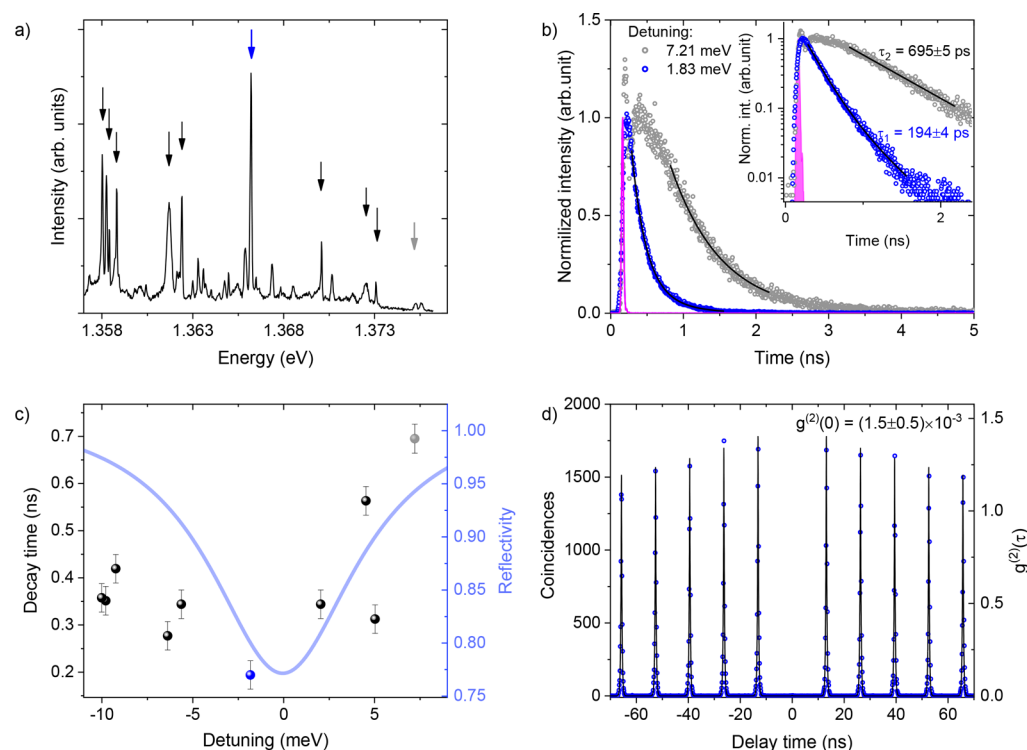 a)
Intensity (arb. units)
1.358
1.363
1.368
1.373
Energy (eV)
b)
Normilized intensity (arb.unit)
1.5
1.0
0.5
0.0
0
1
2
3
4
5
Time (ns)
Detuning:
7.21 meV
1.83 meV
Norm. int. (arb.unit)
1
0.1
0.01
0
1
2
Time (ns)
τ2 = 695±5 ps
τ1 = 194±4 ps
c)
Decay time (ns)
0.7
0.6
0.5
0.4
0.3
0.2
-10
-5
0
5
Detuning (meV)
1.00
0.95
0.90
0.85
0.80
0.75
Reflectivity
d)
Coincidences
2000
1500
1000
500
0
-60
-40
-20
0
20
40
60
Delay time (ns)
g(2)(0) = (1.5±0.5)×10-3
1.5
1.0
0.5
0.0
g(2)(τ)